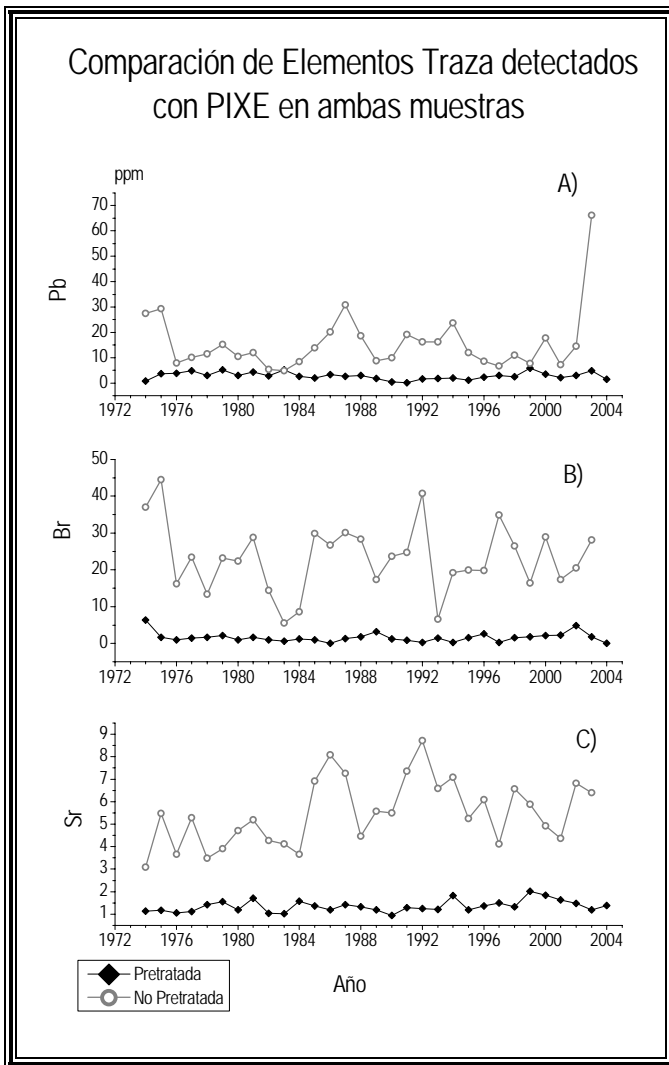 Comparación de Elementos Traza detectados
con PIXE en ambas muestras
ppm
A)
70
60
50
40
30
20
10
0
Pb
1972 1976 1980 1984 1988 1992 1996 2000 2004
B)
50
40
30
20
10
0
Br
1972 1976 1980 1984 1988 1992 1996 2000 2004
C)
9
8
7
6
5
4
3
2
1
Sr
1972 1976 1980 1984 1988 1992 1996 2000 2004
Pretratada
No Pretratada
Año